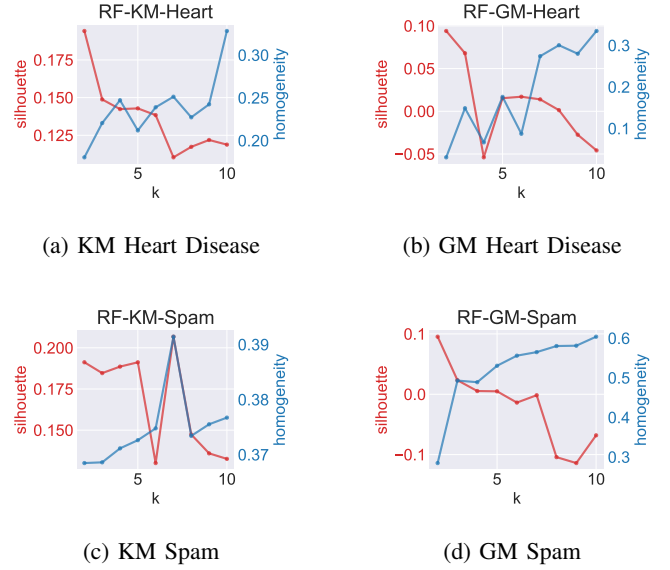 RF-KM-Heart
silhouette
0.175
0.150
0.125
0.30
0.25
0.20
homogeneity
5
10
k
(a) KM Heart Disease
RF-GM-Heart
silhouette
0.10
0.05
0.00
−0.05
0.3
0.2
0.1
homogeneity
5
10
k
(b) GM Heart Disease
RF-KM-Spam
silhouette
0.200
0.175
0.150
0.39
0.38
0.37
homogeneity
5
10
k
(c) KM Spam
RF-GM-Spam
silhouette
0.1
0.0
−0.1
0.6
0.5
0.4
0.3
homogeneity
5
10
k
(d) GM Spam